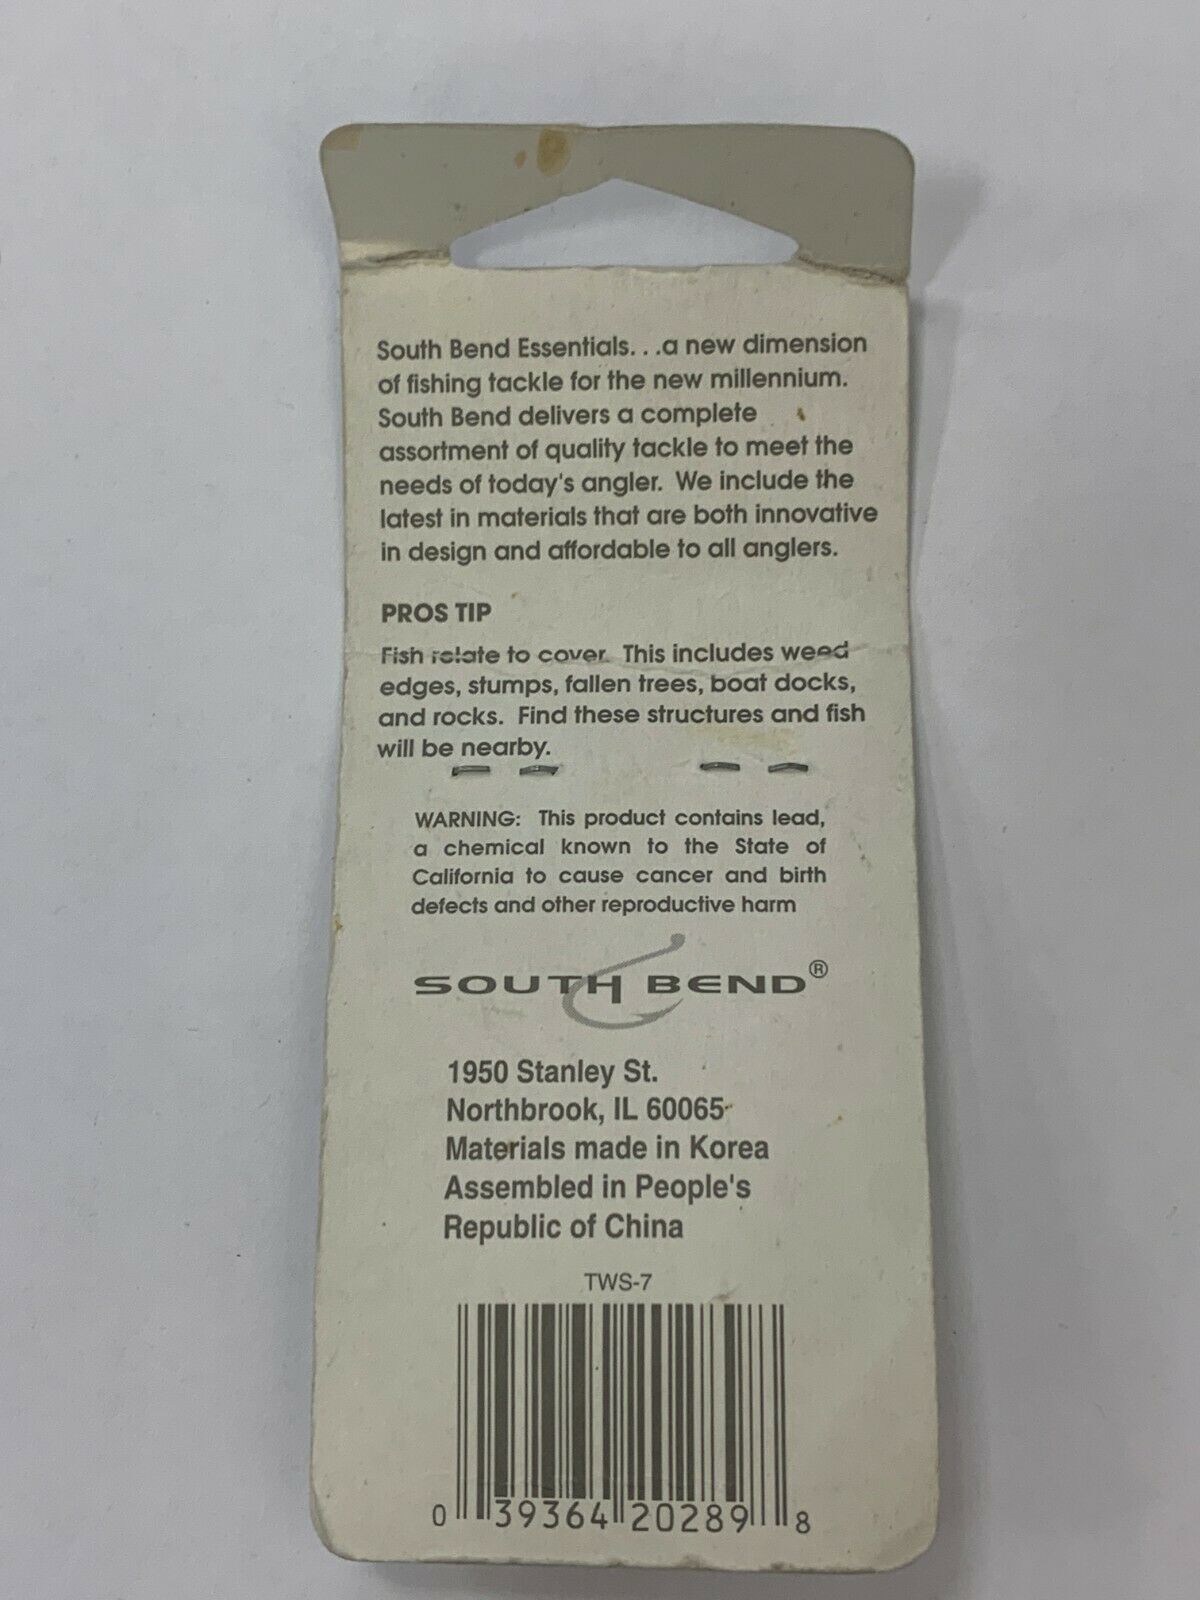 South Bend Essentials. . .a new dimension
of fishing tackle for the new millennium.
South Bend delivers a complete
assortment of quality tackle to meet the
needs of today's angler. We include the
latest in materials that are both innovative
in design and affordable to all anglers.
PROS TIP
Fish relate to cover. This includes weed
edges, stumps, fallen trees, boat docks,
and rocks. Find these structures and fish
will be nearby.
WARNING: This product contains lead,
a chemical known to the State of
California to cause cancer and birth
defects and other reproductive harm
SOUTH BEND®
1950 Stanley St.
Northbrook, IL 60065
Materials made in Korea
Assembled in People's
Republic of China
TWS-7
0 39364 20289 8